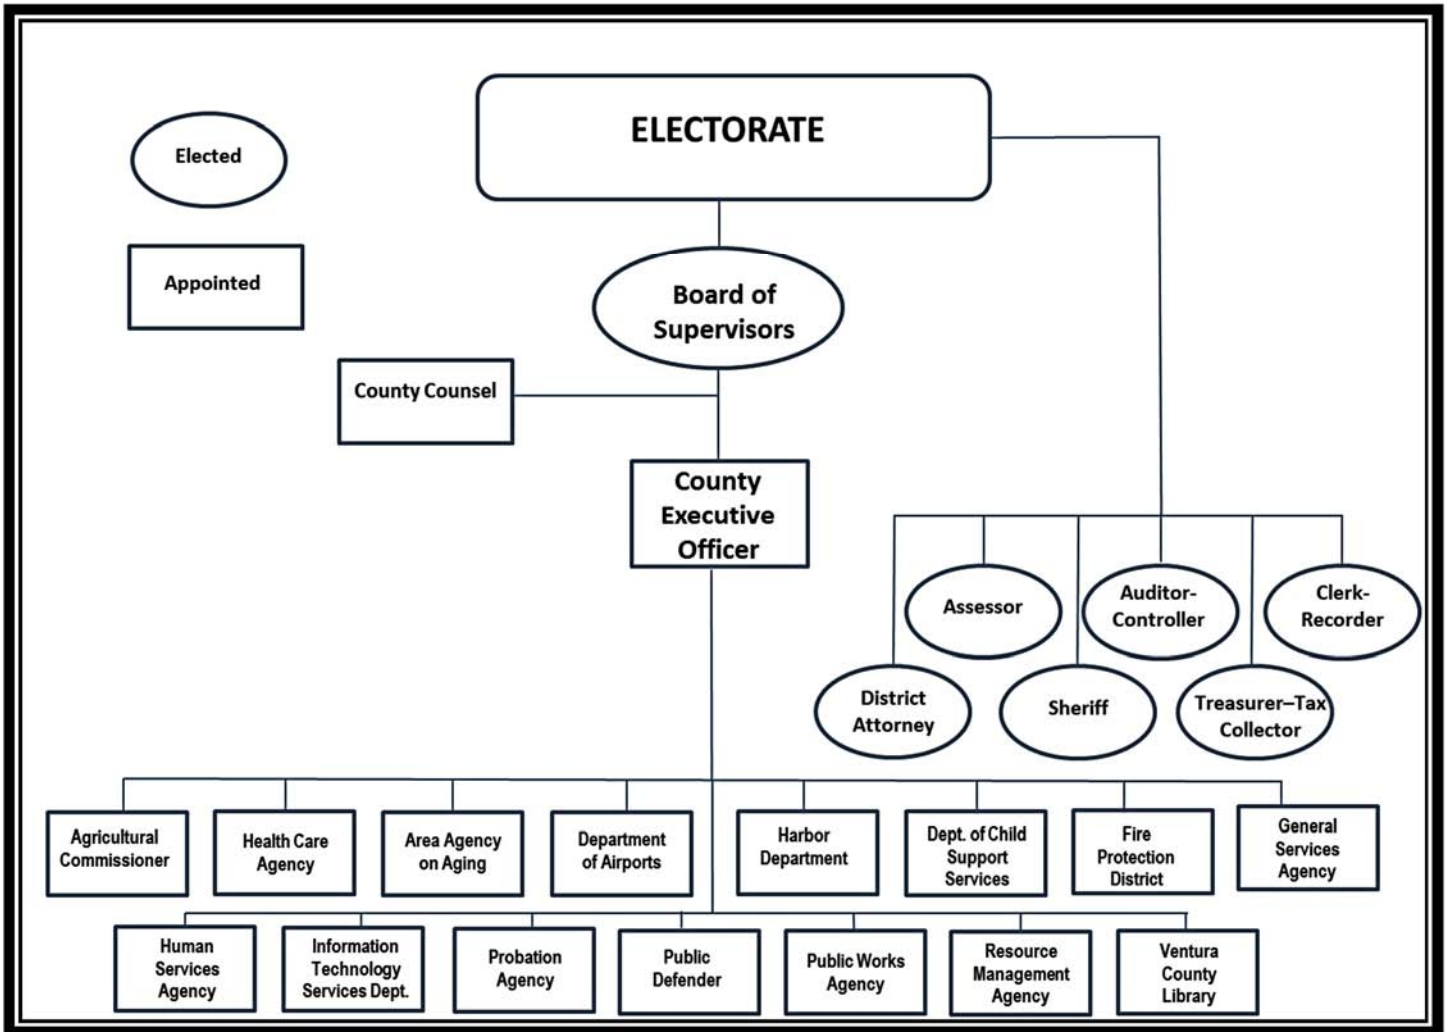 ELECTORATE
Elected
Appointed
Board of
Supervisors
County Counsel
County
Executive
Officer
Assessor
Auditor-
Controller
Clerk-
Recorder
District
Attorney
Sheriff
Treasurer–Tax
Collector
Agricultural
Commissioner
Health Care
Agency
Area Agency
on Aging
Department
of Airports
Harbor
Department
Dept. of Child
Support
Services
Fire
Protection
District
General
Services
Agency
Human
Services
Agency
Information
Technology
Services Dept.
Probation
Agency
Public
Defender
Public Works
Agency
Resource
Management
Agency
Ventura
County
Library